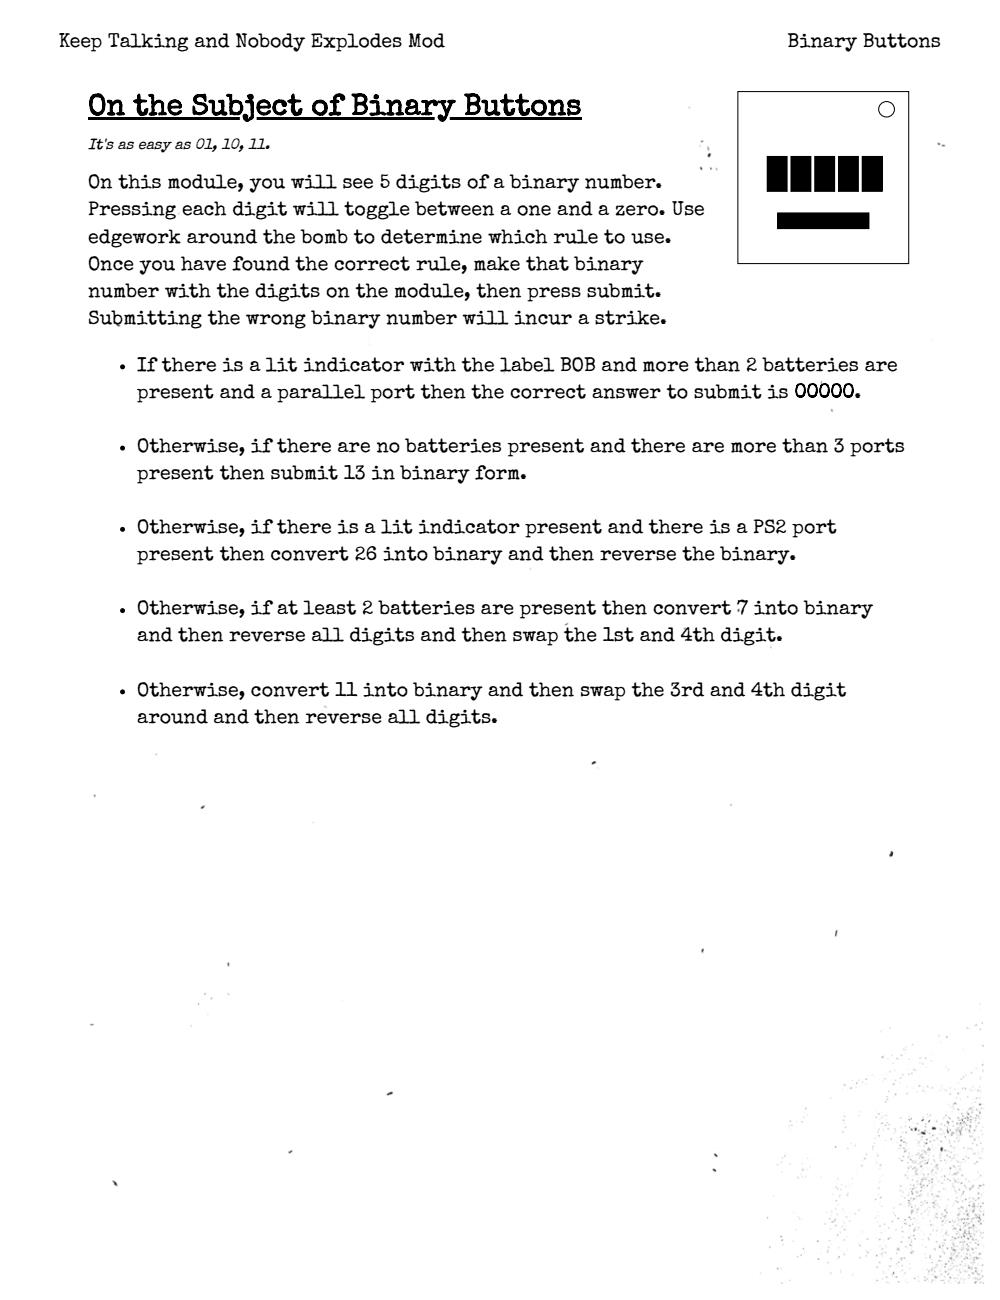 Keep Talking and Nobody Explodes Mod
Binary Buttons
On the Subject of Binary Buttons
It's as easy as 01, 10, 11.
On this module, you will see 5 digits of a binary number.
Pressing each digit will toggle between a one and a zero. Use
edgework around the bomb to determine which rule to use.
Once you have found the correct rule, make that binary
number with the digits on the module, then press submit.
Submitting the wrong binary number will incur a strike.
• If there is a lit indicator with the label BOB and more than 2 batteries are
present and a parallel port then the correct answer to submit is 00000.
• Otherwise, if there are no batteries present and there are more than 3 ports
present then submit 13 in binary form.
• Otherwise, if there is a lit indicator present and there is a PS2 port
present then convert 26 into binary and then reverse the binary.
• Otherwise, if at least 2 batteries are present then convert 7 into binary
and then reverse all digits and then swap the 1st and 4th digit.
• Otherwise, convert 11 into binary and then swap the 3rd and 4th digit
around and then reverse all digits.